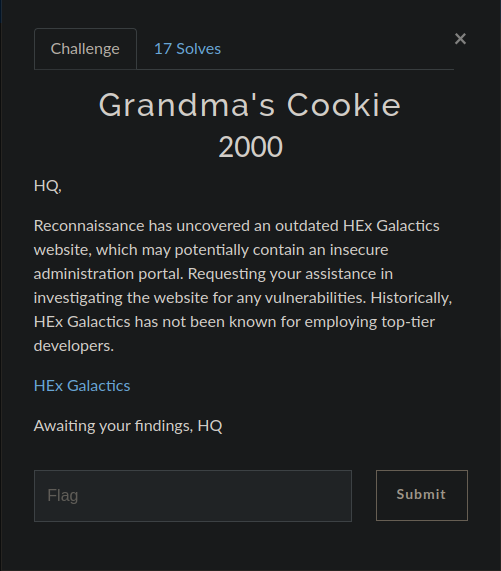 Challenge
17 Solves
×
Grandma's Cookie
2000
HQ,
Reconnaissance has uncovered an outdated HEx Galactics
website, which may potentially contain an insecure
administration portal. Requesting your assistance in
investigating the website for any vulnerabilities. Historically,
HEx Galactics has not been known for employing top-tier
developers.
HEx Galactics
Awaiting your findings, HQ
Flag
Submit